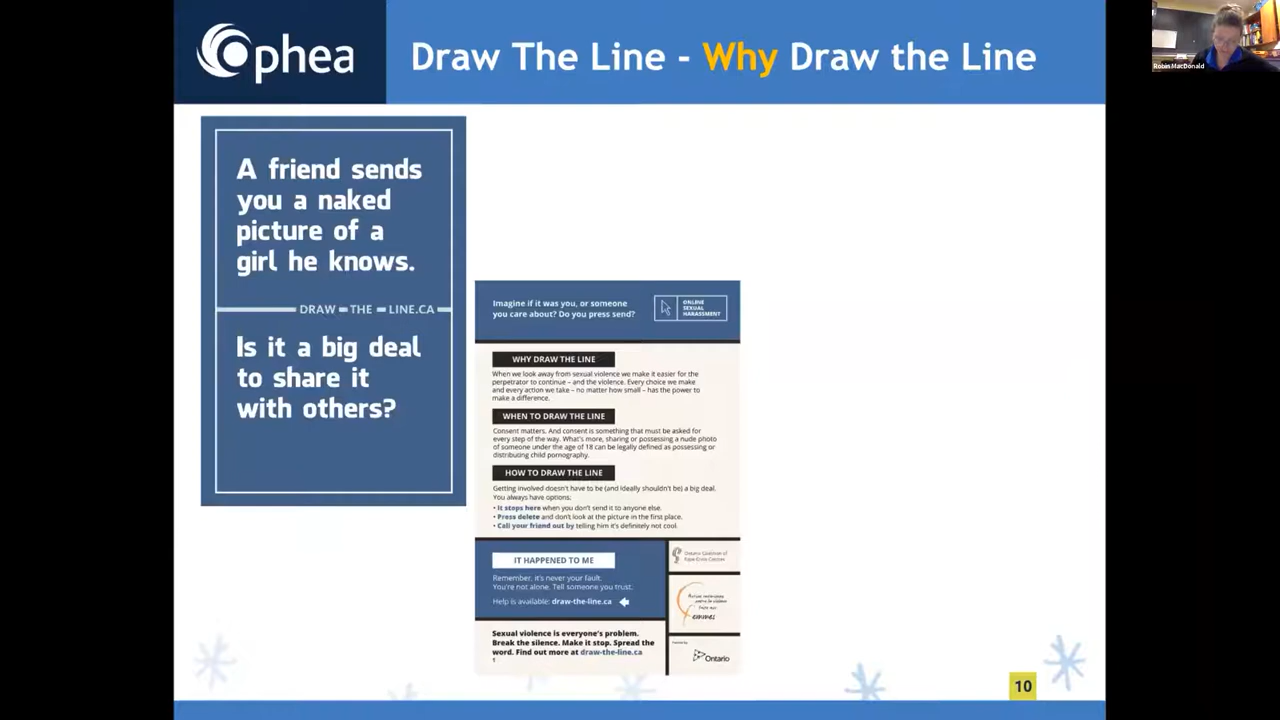 Ophea
Draw The Line - Why Draw the Line
Robin MacDonald
A friend sends
you a naked
picture of a
girl he knows.
DRAW THE LINE.CA
Is it a big deal
to share it
with others?
Imagine if it was you, or someone
you care about? Do you press send?
ONLINE
SEXUAL
HARASSMENT
WHY DRAW THE LINE
When we look away from sexual violence we make it easier for the
perpetrator to continue – and the violence. Every choice we make
and every action we take – no matter how small – has the power to
make a difference.
WHEN TO DRAW THE LINE
Consent matters. And consent is something that must be asked for
every step of the way. What's more, sharing or possessing a nude photo
of someone under the age of 18 can be legally defined as possessing or
distributing child pornography.
HOW TO DRAW THE LINE
Getting involved doesn't have to be (and ideally shouldn't be) a big deal.
You always have options:
• It stops here when you don't send it to anyone else.
• Press delete and don't look at the picture in the first place.
• Call your friend out by telling him it's definitely not cool.
IT HAPPENED TO ME
Remember, it's never your fault.
You're not alone. Tell someone you trust.
Help is available: draw-the-line.ca
Ontario Coalition of
Rape Crisis Centres
femmes
Ontario
Sexual violence is everyone's problem.
Break the silence. Make it stop. Spread the
word. Find out more at draw-the-line.ca
1
10